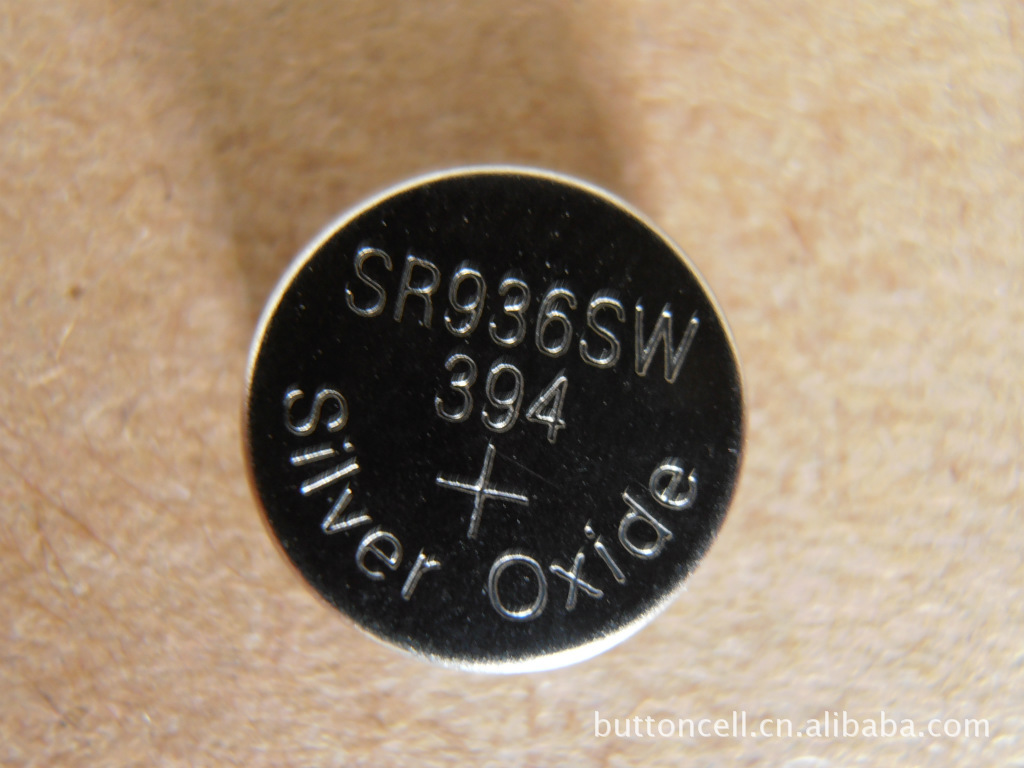 SR936SW
394
+
Silver Oxide
buttoncell.cn.alibaba.com